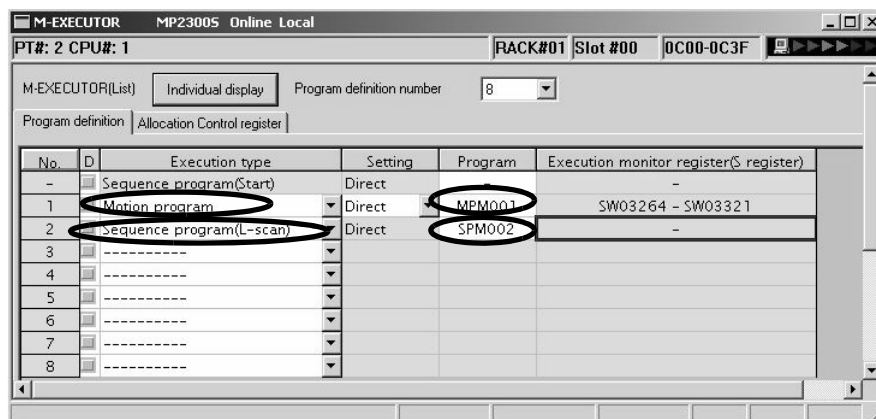 M-EXECUTOR MP2300S Online Local
PT#: 2 CPU#: 1 RACK#01 Slot #00 0C00-0C3F
M-EXECUTOR(List) Individual display Program definition number 8
Program definition Allocation Control register
No. D Execution type Setting Program Execution monitor register(S register)
- Sequence program(Start) Direct - -
1 Motion program Direct MPM001 SW03264 - SW03321
2 Sequence program(L-scan) Direct SPM002 -
3 ----------
4 ----------
5 ----------
6 ----------
7 ----------
8 ----------